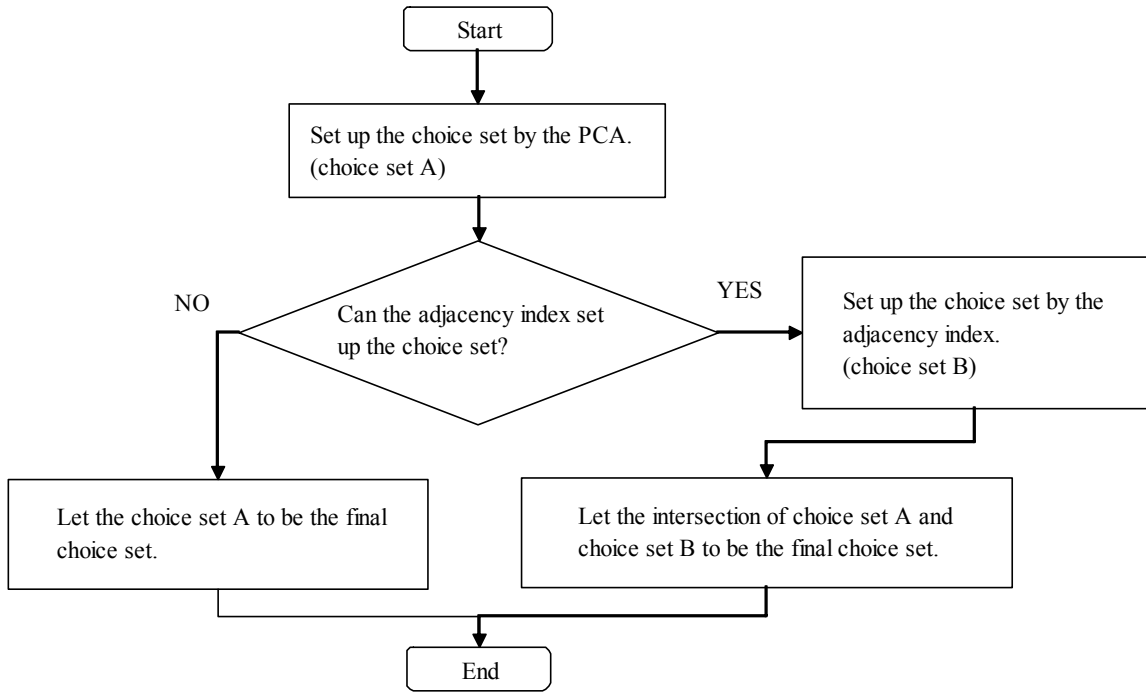 Start
Set up the choice set by the PCA.
(choice set A)
NO
YES
Can the adjacency index set
up the choice set?
Set up the choice set by the
adjacency index.
(choice set B)
Let the choice set A to be the final
choice set.
Let the intersection of choice set A and
choice set B to be the final choice set.
End